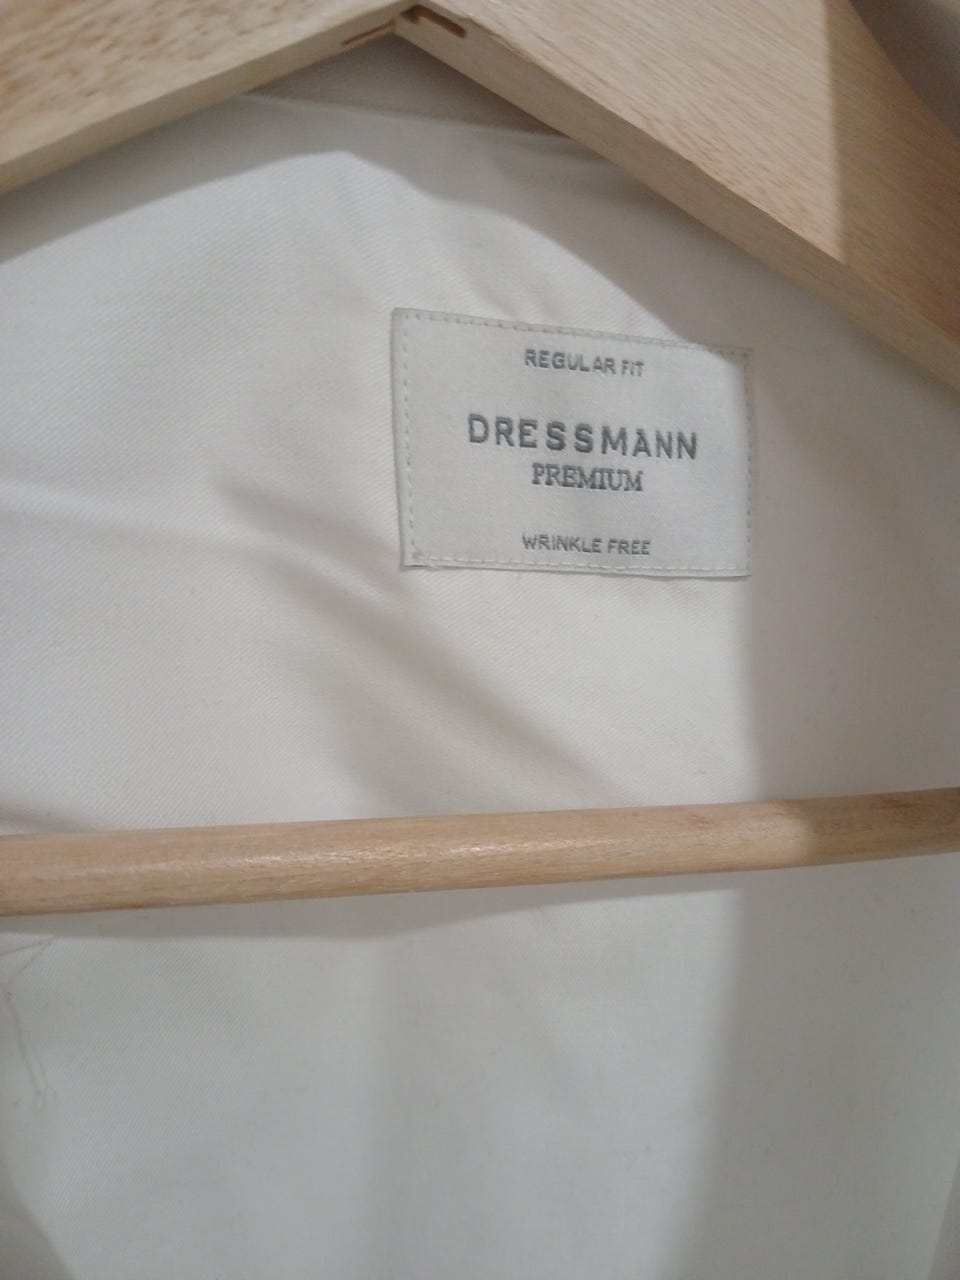 REGULAR FIT
DRESSMANN
PREMIUM
WRINKLE FREE